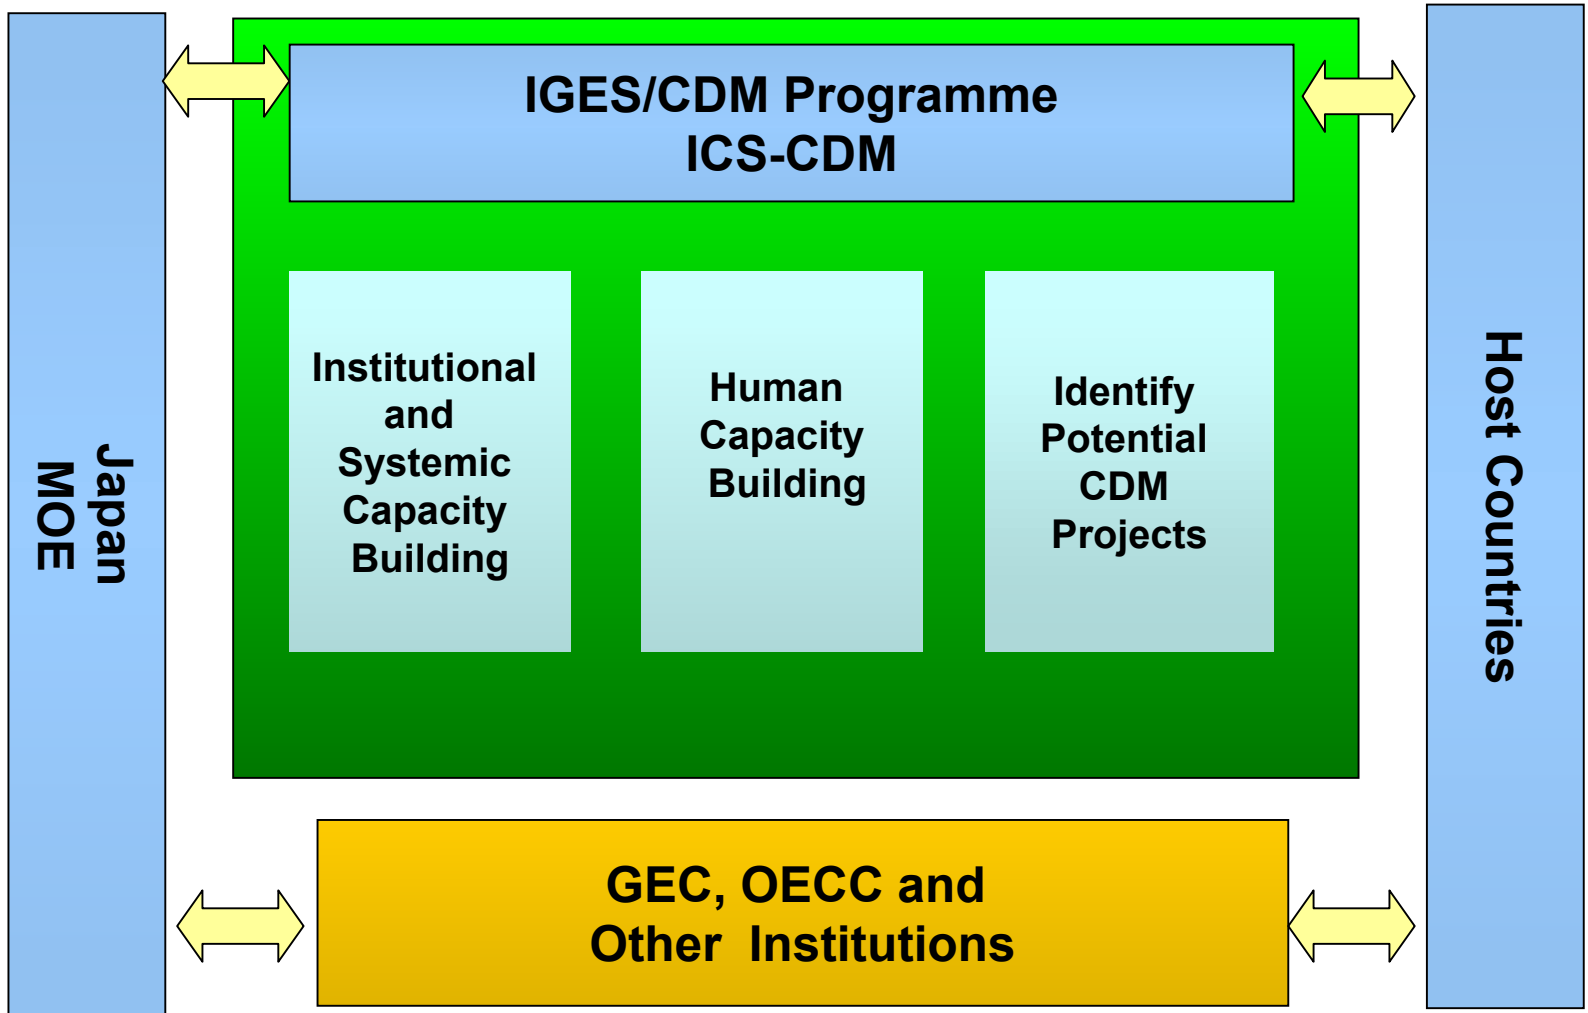 IGES/CDM Programme
ICS-CDM
Japan
MOE
Institutional
and
Systemic
Capacity
Building
Human
Capacity
Building
Identify
Potential
CDM
Projects
Host Countries
GEC, OECC and
Other Institutions